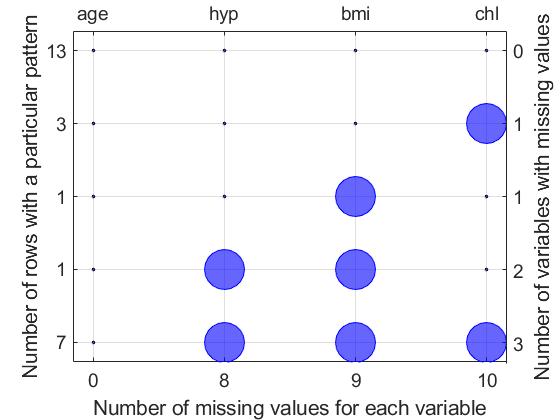 age hyp bmi chl
Number of rows with a particular pattern
13 0
3 1
1 1
1 2
7 3
Number of variables with missing values
0 8 9 10
Number of missing values for each variable